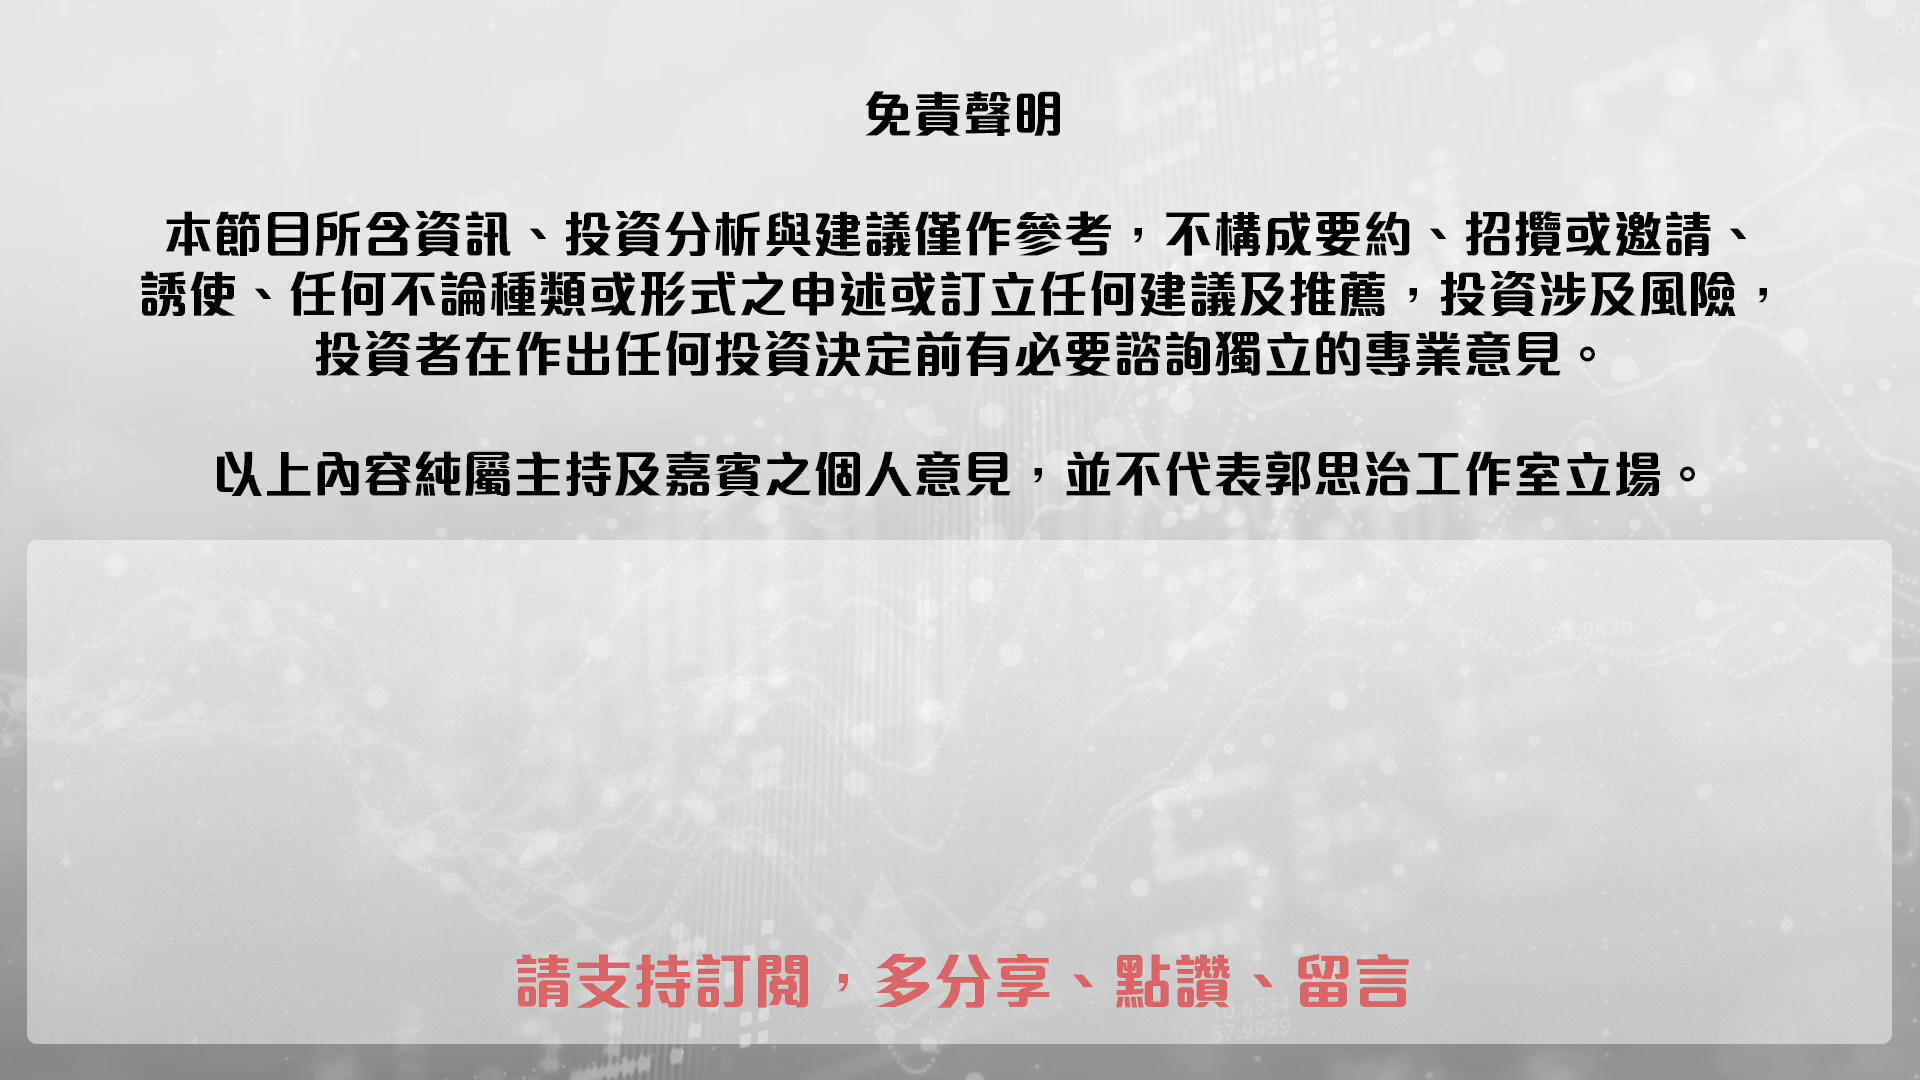 免責聲明
本節目所含資訊、投資分析與建議僅作參考，不構成要約、招攬或邀請、
誘使、任何不論種類或形式之申述或訂立任何建議及推薦，投資涉及風險，
投資者在作出任何投資決定前有必要諮詢獨立的專業意見。
以上內容純屬主持及嘉賓之個人意見，並不代表郭思治工作室立場。
請支持訂閱，多分享、點讚、留言